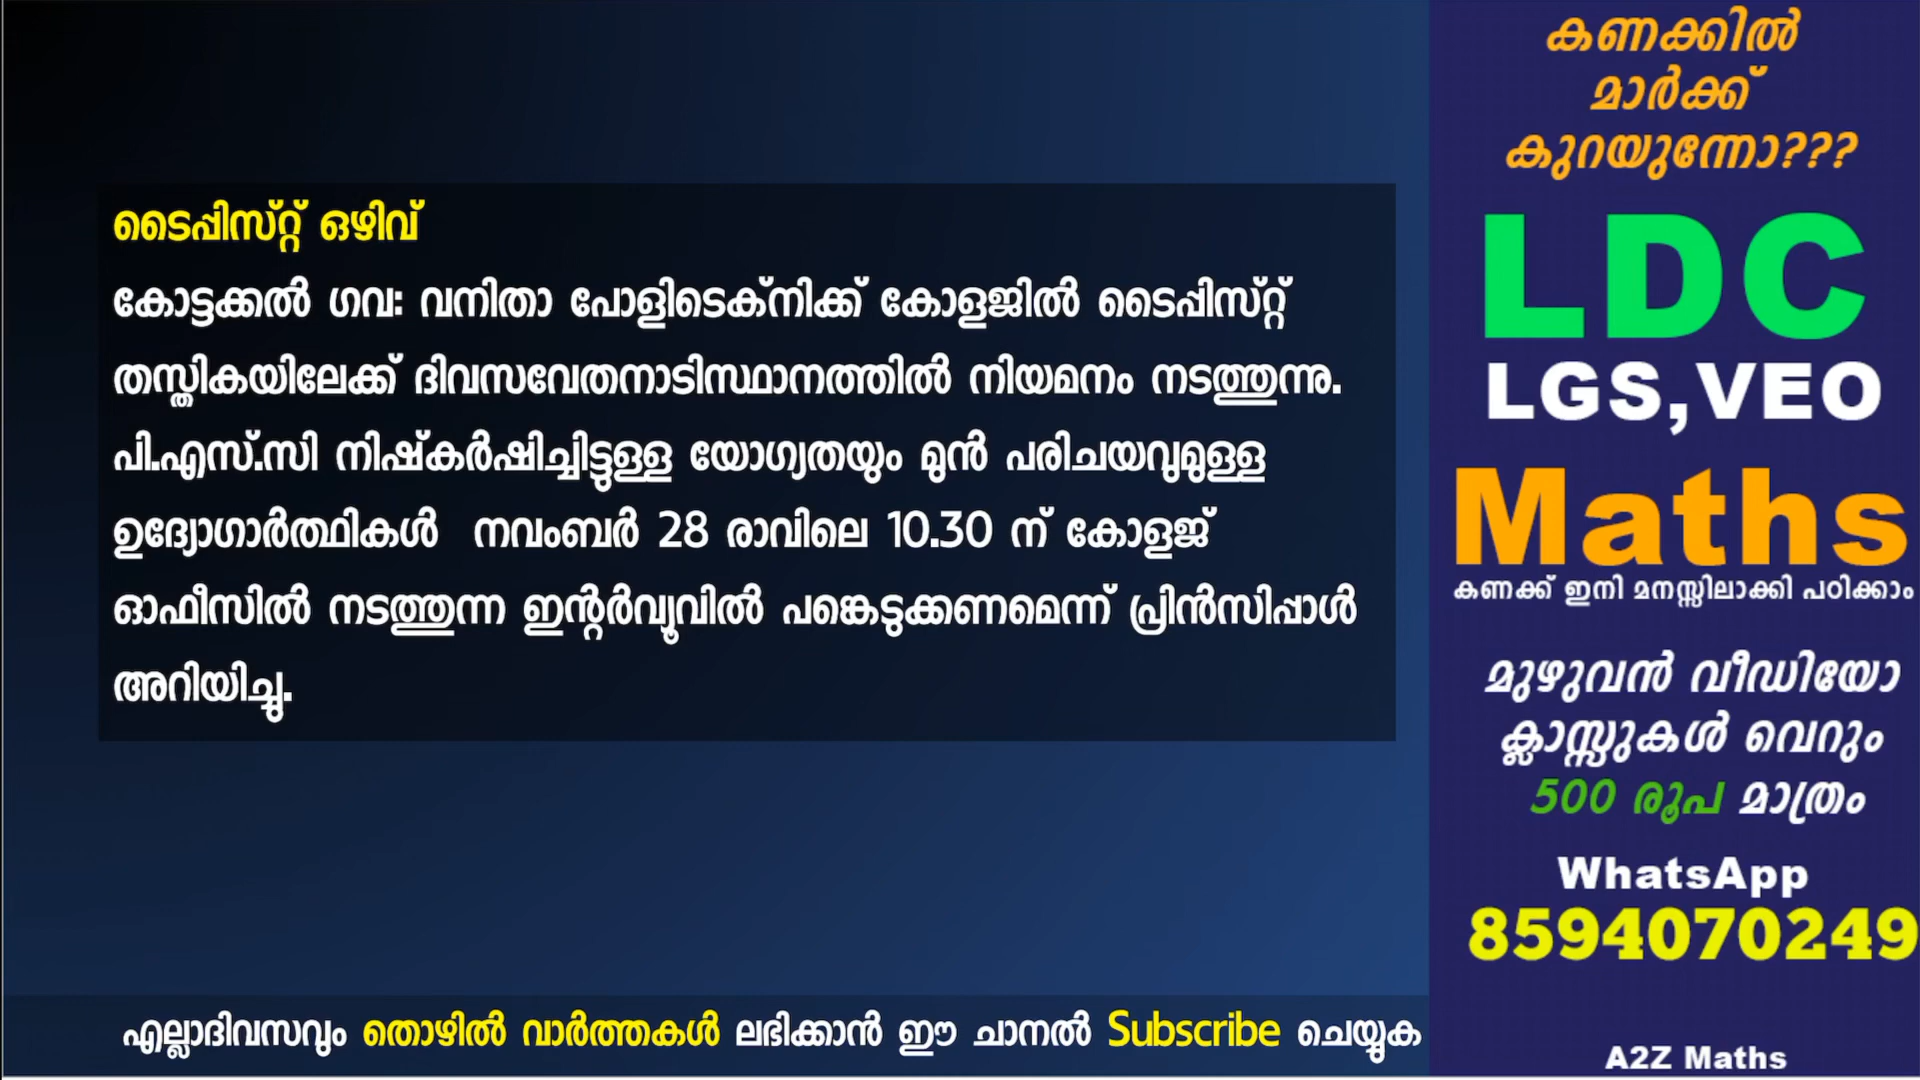 ടൈപ്പിസ്റ്റ് ഒഴിവ്
കോട്ടക്കൽ ഗവ: വനിതാ പോളിടെക്നിക്ക് കോളജിൽ ടൈപ്പിസ്റ്റ്
തസ്തികയിലേക്ക് ദിവസവേതനാടിസ്ഥാനത്തിൽ നിയമനം നടത്തുന്നു.
പി.എസ്.സി നിഷ്കർഷിച്ചിട്ടുള്ള യോഗ്യതയും മുൻ പരിചയവുമുള്ള
ഉദ്യോഗാർത്ഥികൾ നവംബർ 28 രാവിലെ 10.30 ന് കോളജ്
ഓഫീസിൽ നടത്തുന്ന ഇന്റർവ്യൂവിൽ പങ്കെടുക്കണമെന്ന് പ്രിൻസിപ്പാൾ
അറിയിച്ചു.
എല്ലാദിവസവും തൊഴിൽ വാർത്തകൾ ലഭിക്കാൻ ഈ ചാനൽ Subscribe ചെയ്യുക
കണക്കിൽ
മാർക്ക്
കുറയുന്നോ???
LDC
LGS,VEO
Maths
കണക്ക് ഇനി മനസ്സിലാക്കി പഠിക്കാം
മുഴുവൻ വീഡിയോ
ക്ലാസ്സുകൾ വെറും
500 രൂപ മാത്രം
WhatsApp
8594070249
A2Z Maths